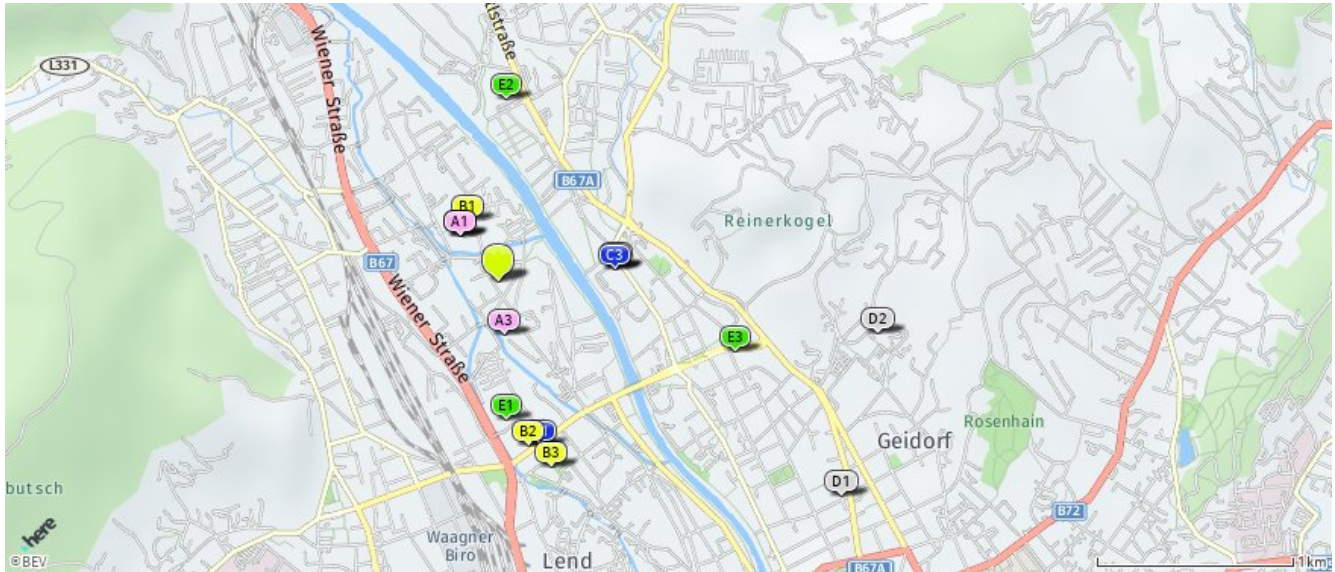 lstraße
L331
Wiener Straße
E2
B67A
B1
A1
Reinerkogel
C3
B67
Wiener Straße
A3
D2
E3
E1
Rosenhain
B2
Geidorf
B3
D1
butsch
B72
here
Waagner
Biro
©BEV
Lend
B67A
1km